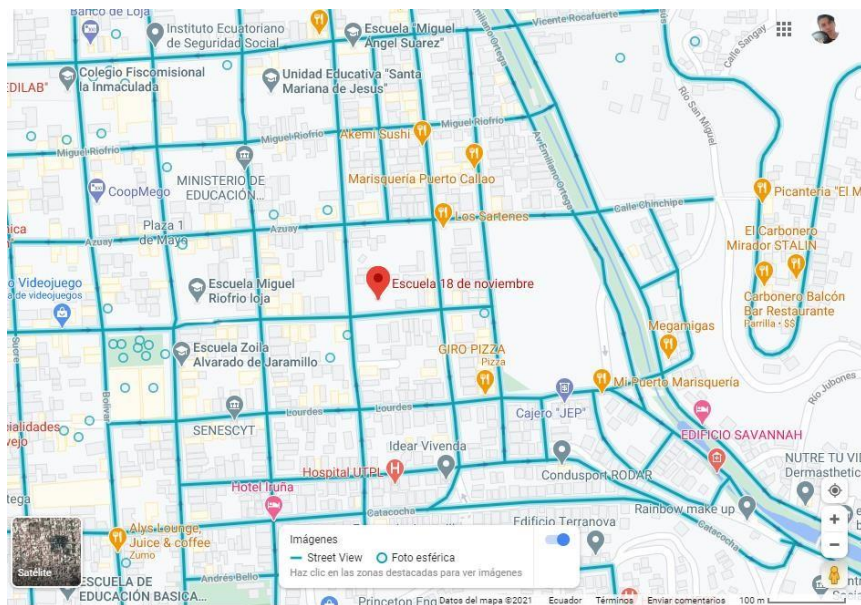 Banco de Loja
Instituto Ecuatoriano
de Seguridad Social
Escuela "Miguel
Angel Suarez"
Vicente Rocafuerte
Av Emiliano Ortega
Calle Sangay
Colegio Fiscomisional
la Inmaculada
EDILAB"
Unidad Educativa "Santa
Mariana de Jesus"
Río San Miguel
Miguel Riofrio
Akemi Sushi
Miguel Riofrio
Av Emiliano Ortega
MINISTERIO DE
EDUCACIÓN...
Marisquería Puerto Callao
CoopMego
Picanteria "El M
Los Sartenes
Calle Chinchipe
Plaza 1
de Mayo
Azuay
Azuay
El Carbonero
Mirador STALIN
Videojuego
de videojuegos
Escuela Miguel
Riofrio loja
Escuela 18 de noviembre
Carbonero Balcón
Bar Restaurante
Parrilla • $$
Megamigas
Sucre
Escuela Zoila
Alvarado de Jaramillo
GIRO PIZZA
Pizza
Mi Puerto Marisquería
Río Jubones
Bolívar
Lourdes
Lourdes
Cajero "JEP"
SENESCYT
EDIFICIO SAVANNAH
Idear Vivenda
NUTRE TU VI
Dermasthetic
Hospital UTPL
Condusport RODAR
Hotel Iruña
Rainbow make up
Catacocha
Catacocha
Alys Lounge,
Juice & coffee
Zumo
Edificio Terranova
Satélite
Imágenes
Street View
Foto esférica
Haz clic en las zonas destacadas para ver imágenes
Andrés Bello
ESCUELA DE
EDUCACIÓN BASICA...
Princeton Eng
Datos del mapa ©2021 Ecuador Términos Enviar comentarios 100 m